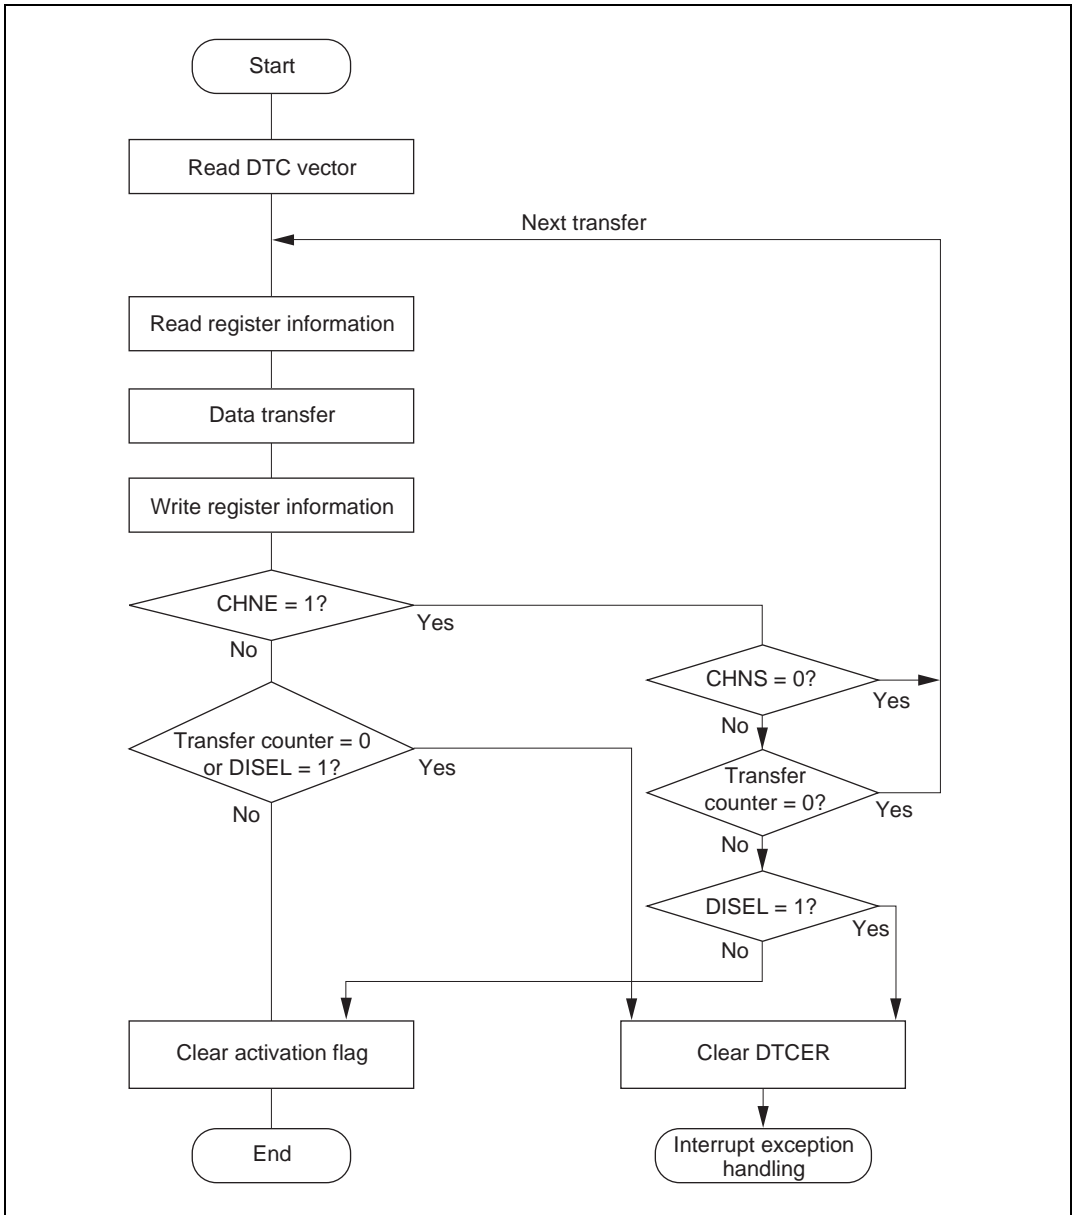 Start
Read DTC vector
Next transfer
Read register information
Data transfer
Write register information
CHNE = 1?
Yes
No
CHNS = 0?
Yes
No
Transfer counter = 0
or DISEL = 1?
Yes
No
Transfer
counter = 0?
Yes
No
DISEL = 1?
Yes
No
Clear activation flag
Clear DTCER
End
Interrupt exception
handling